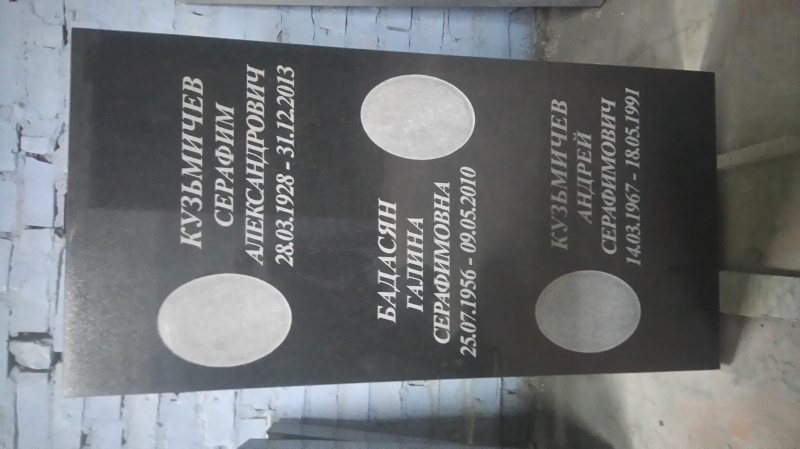 КУЗЬМИЧЕВ
СЕРАФИМ
АЛЕКСАНДРОВИЧ
28.03.1928 - 31.12.2013
БАДАСЯН
ГАЛИНА
СЕРАФИМОВНА
25.07.1956 - 09.05.2010
КУЗЬМИЧЕВ
АНДРЕЙ
СЕРАФИМОВИЧ
14.03.1967 - 18.05.1991